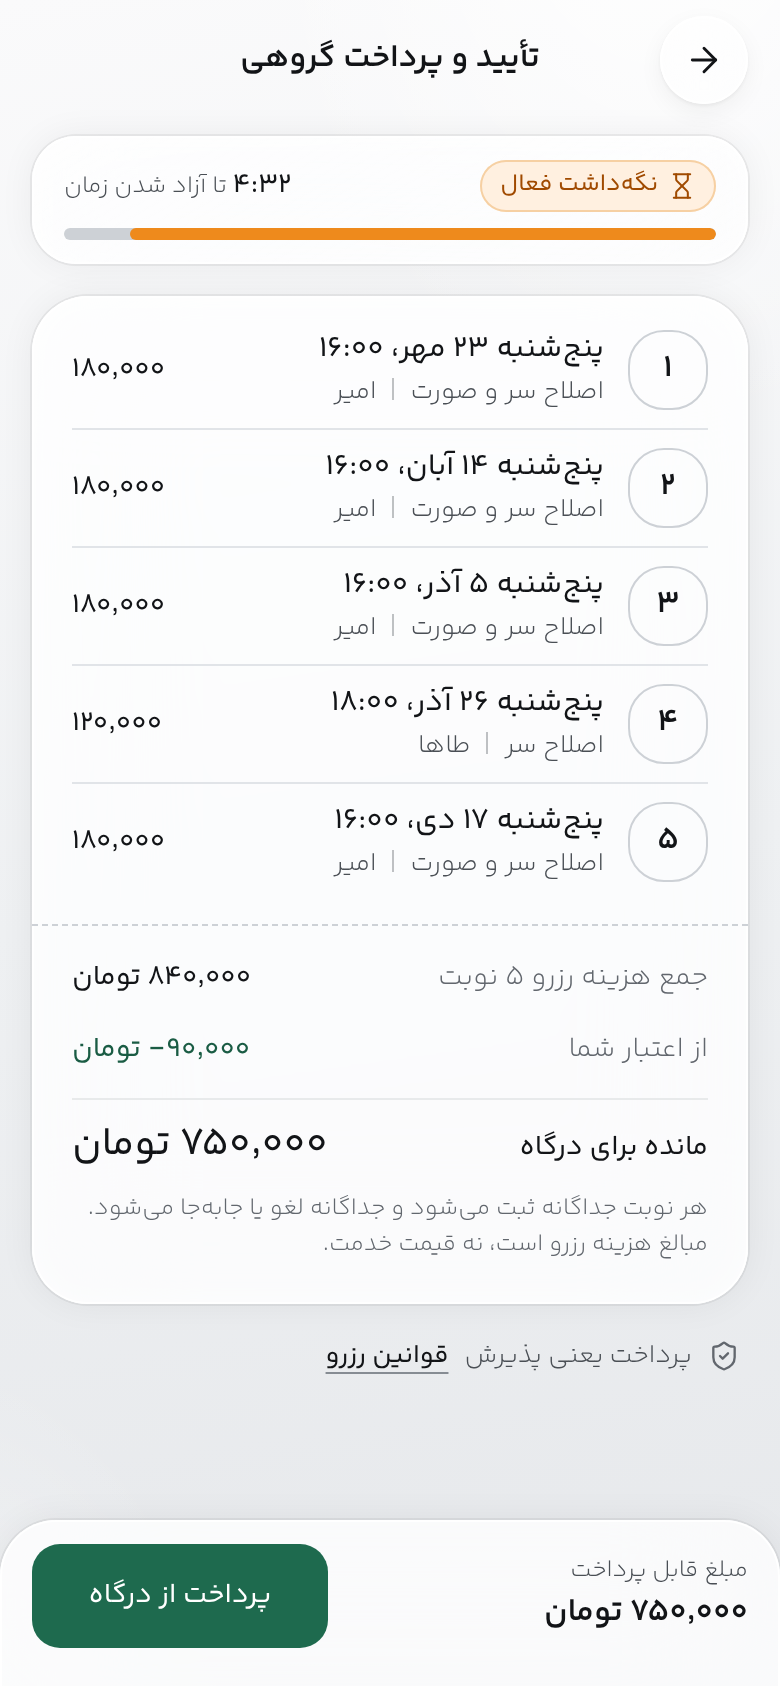 تأیید و پرداخت گروهی
نگه‌داشت فعال
۴:۳۲ تا آزاد شدن زمان
۱
پنج‌شنبه ۲۳ مهر، ۱۶:۰۰
اصلاح سر و صورت | امیر
۱۸۰,۰۰۰
۲
پنج‌شنبه ۱۴ آبان، ۱۶:۰۰
اصلاح سر و صورت | امیر
۱۸۰,۰۰۰
۳
پنج‌شنبه ۵ آذر، ۱۶:۰۰
اصلاح سر و صورت | امیر
۱۸۰,۰۰۰
۴
پنج‌شنبه ۲۶ آذر، ۱۸:۰۰
اصلاح سر | طاها
۱۲۰,۰۰۰
۵
پنج‌شنبه ۱۷ دی، ۱۶:۰۰
اصلاح سر و صورت | امیر
۱۸۰,۰۰۰
جمع هزینه رزرو ۵ نوبت
۸۴۰,۰۰۰ تومان
از اعتبار شما
−۹۰,۰۰۰ تومان
مانده برای درگاه
۷۵۰,۰۰۰ تومان
هر نوبت جداگانه ثبت می‌شود و جداگانه لغو یا جابه‌جا می‌شود.
مبالغ هزینه رزرو است، نه قیمت خدمت.
پرداخت یعنی پذیرش قوانین رزرو
مبلغ قابل پرداخت
۷۵۰,۰۰۰ تومان
پرداخت از درگاه